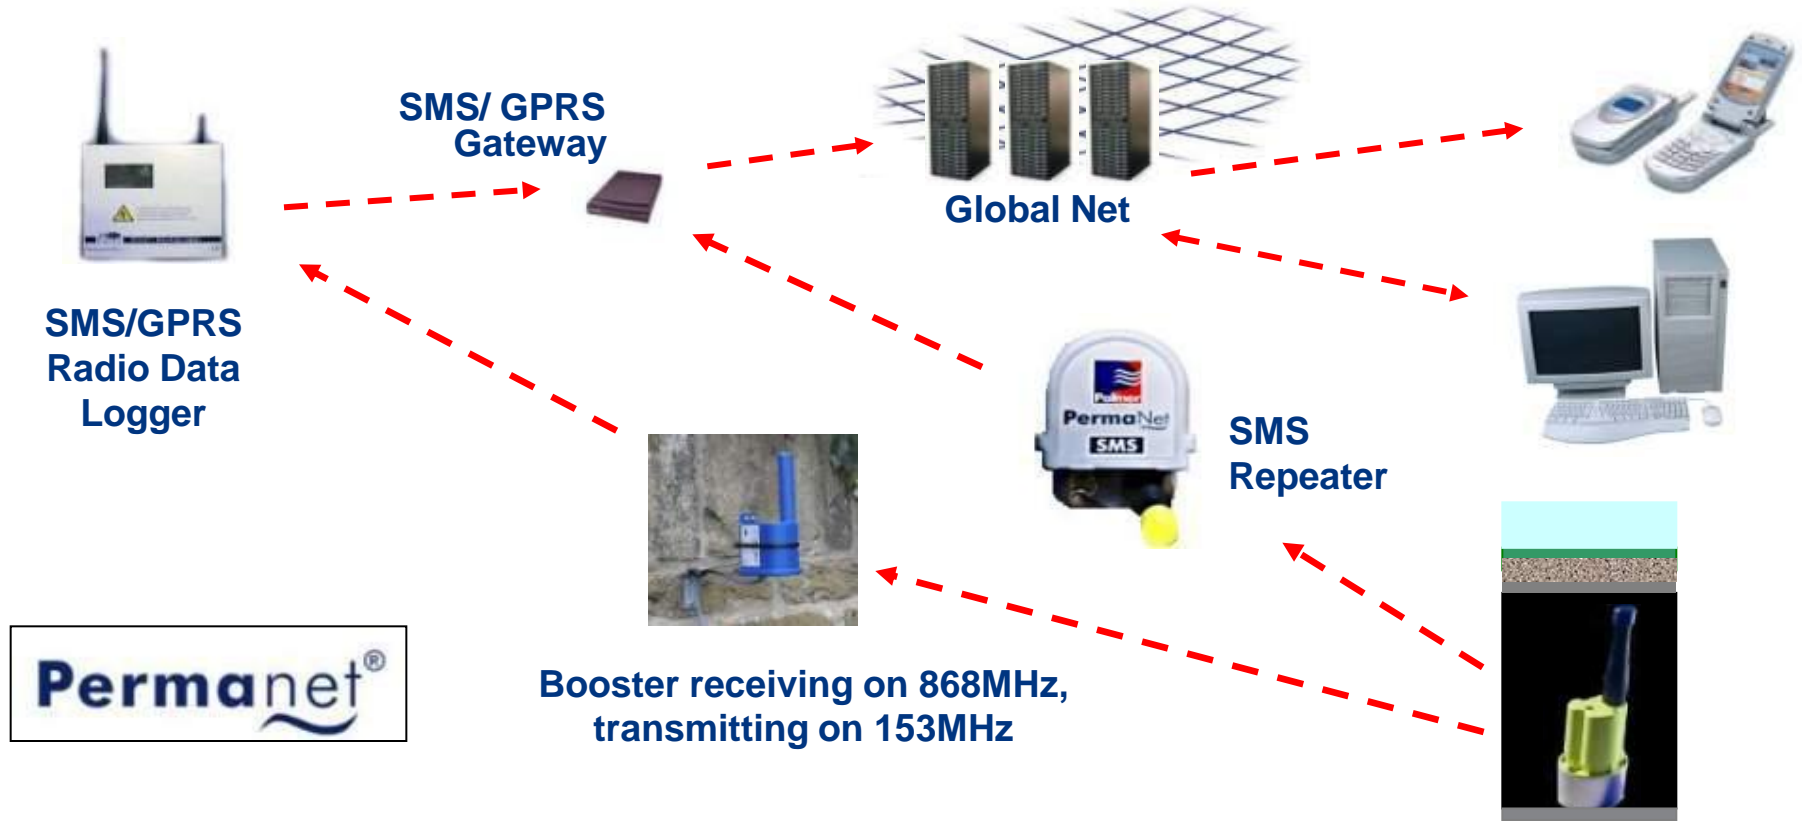 SMS/ GPRS
Gateway
Global Net
SMS/GPRS
Radio Data
Logger
Palmer
PermaNet
SMS
SMS
Repeater
Booster receiving on 868MHz,
transmitting on 153MHz
Permanet®